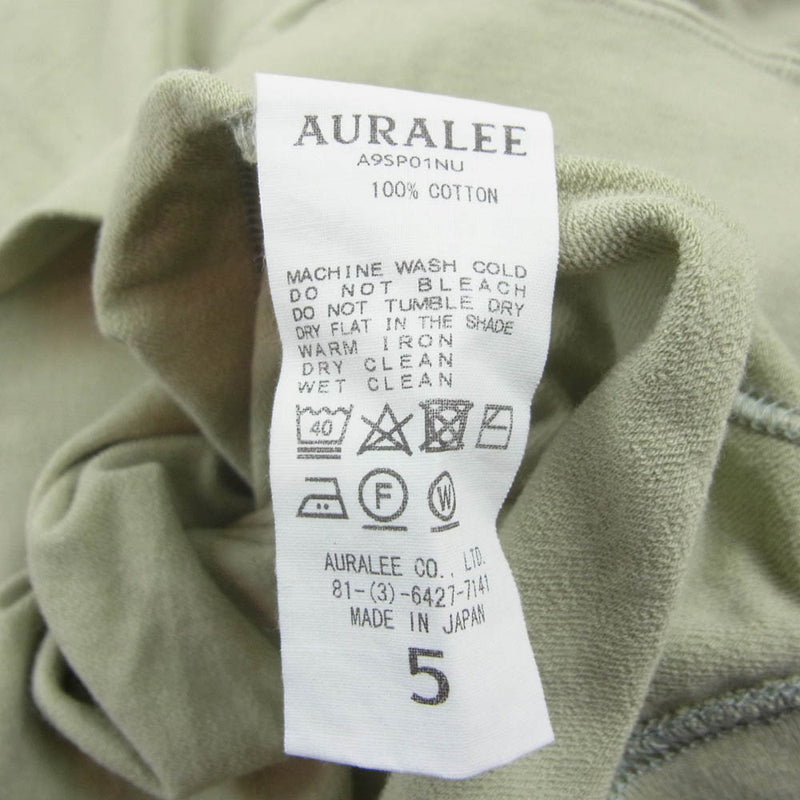 AURALEE
A9SP01NU
100% COTTON
MACHINE WASH COLD
DO NOT BLEACH
DO NOT TUMBLE DRY
DRY FLAT IN THE SHADE
WARM IRON
DRY CLEAN
WET CLEAN
40
F W
AURALEE CO., LTD.
81-(3)-6427-7141
MADE IN JAPAN
5